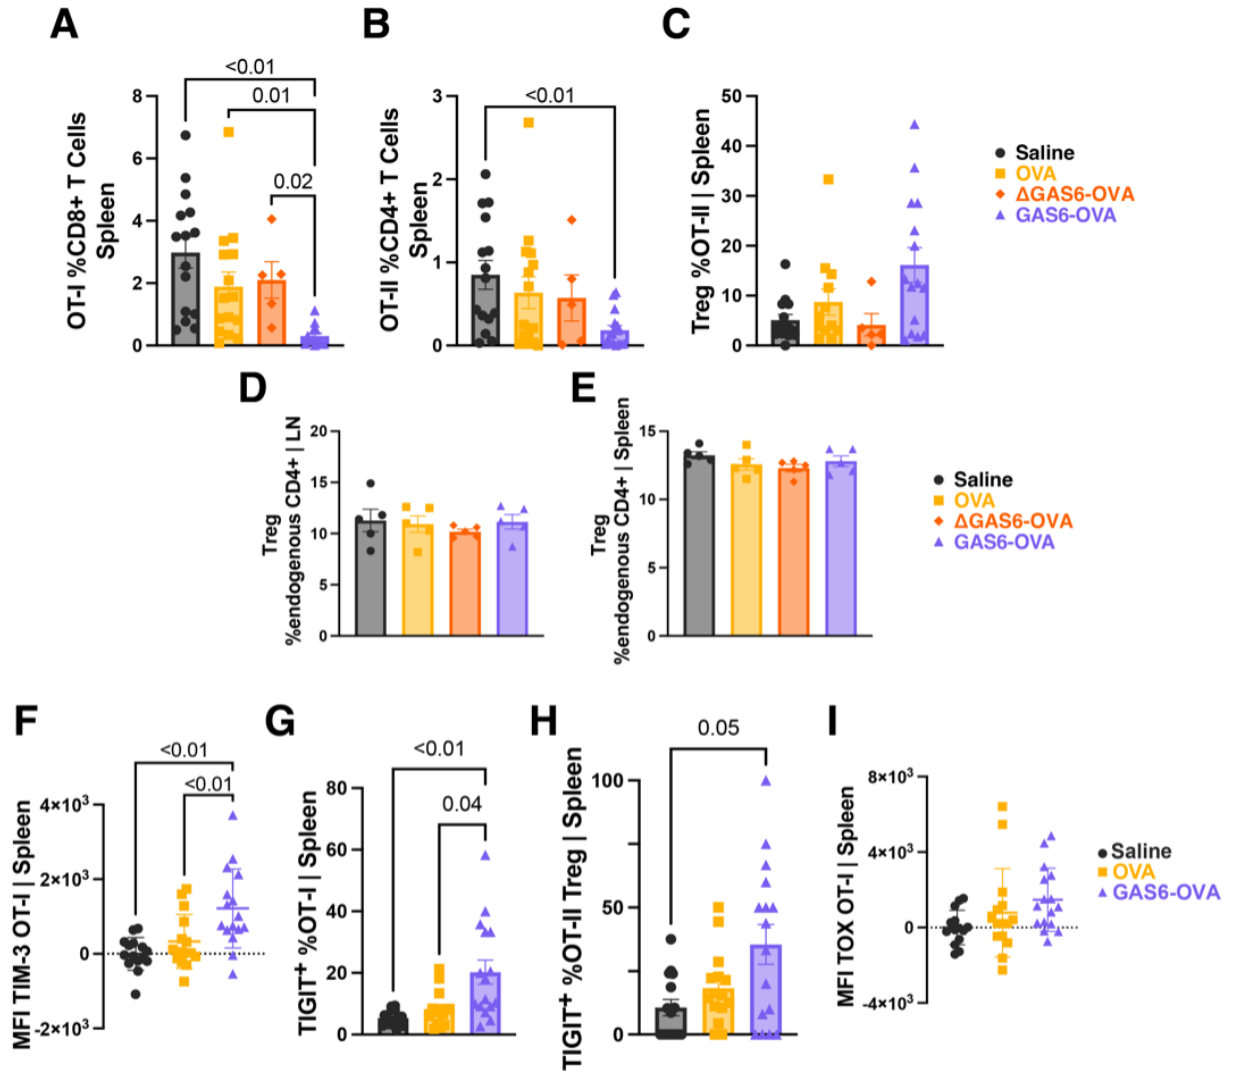 A
B
C
<0.01
0.01
0.02
OT-I %CD8+ T Cells
Spleen
8
6
4
2
0
<0.01
OT-II %CD4+ T Cells
Spleen
3
2
1
0
Treg %OT-II | Spleen
50
40
30
20
10
0
Saline
OVA
ΔGAS6-OVA
GAS6-OVA
D
E
Treg
%endogenous CD4+ | LN
20
15
10
5
0
Treg
%endogenous CD4+ | Spleen
15
10
5
0
Saline
OVA
ΔGAS6-OVA
GAS6-OVA
F
G
H
I
<0.01
<0.01
MFI TIM-3 OT-I | Spleen
4×10³
2×10³
0
-2×10³
<0.01
0.04
TIGIT⁺ %OT-I | Spleen
80
60
40
20
0
0.05
TIGIT⁺ %OT-II Treg | Spleen
100
50
0
MFI TOX OT-I | Spleen
8×10³
4×10³
0
-4×10³
Saline
OVA
GAS6-OVA